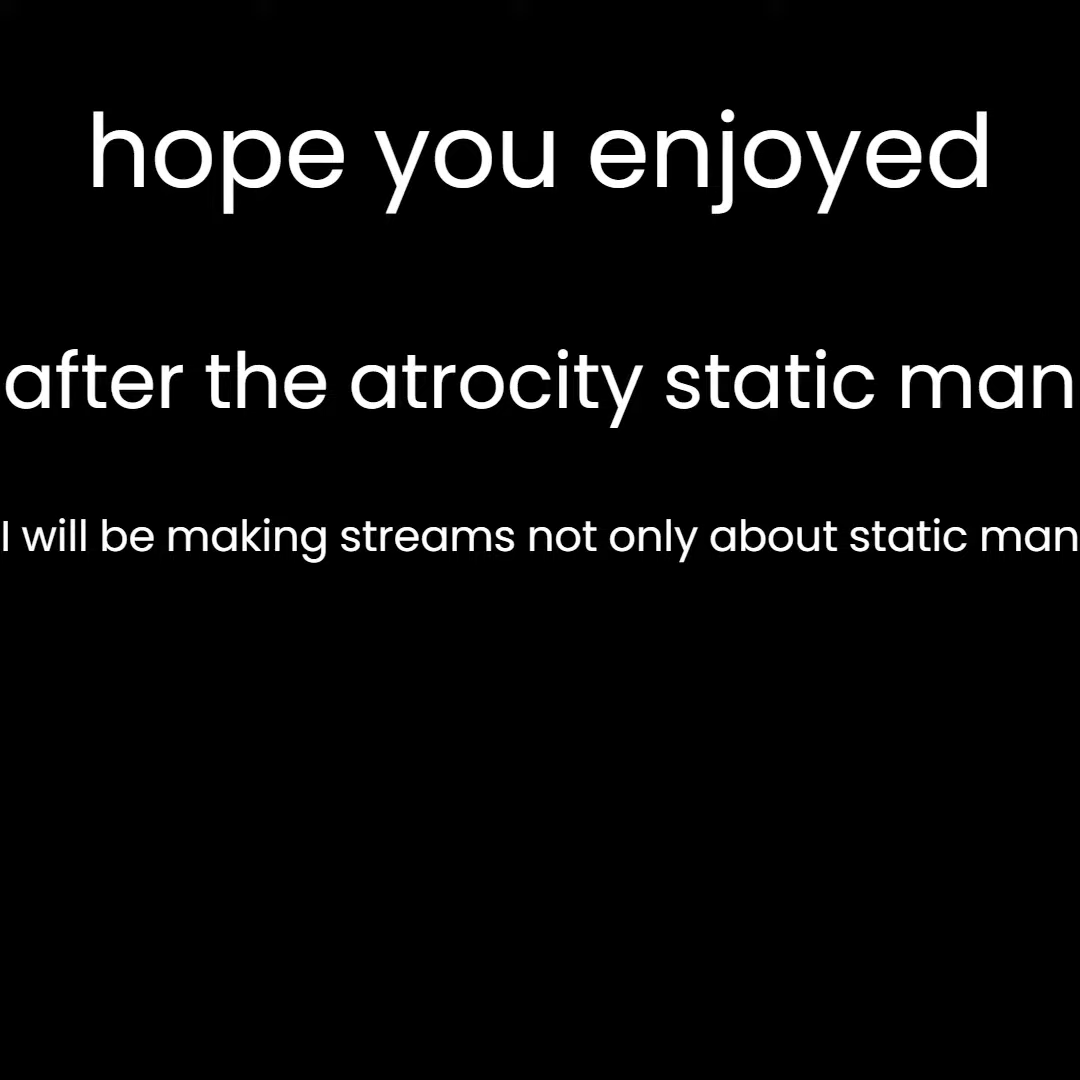 hope you enjoyed
after the atrocity static man
I will be making streams not only about static man